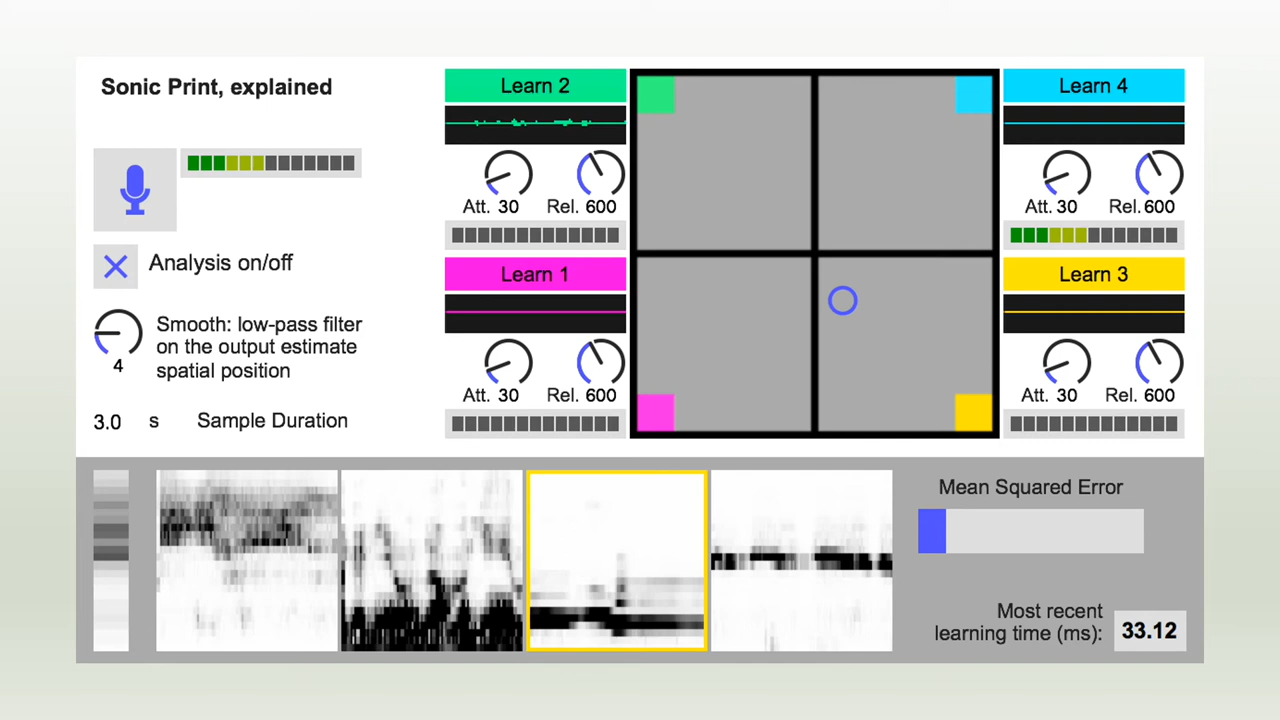 Sonic Print, explained
Analysis on/off
4
Smooth: low-pass filter
on the output estimate
spatial position
3.0 s Sample Duration
Learn 2
Att. 30 Rel. 600
Learn 1
Att. 30 Rel. 600
Learn 4
Att. 30 Rel. 600
Learn 3
Att. 30 Rel. 600
Mean Squared Error
Most recent
learning time (ms): 33.12